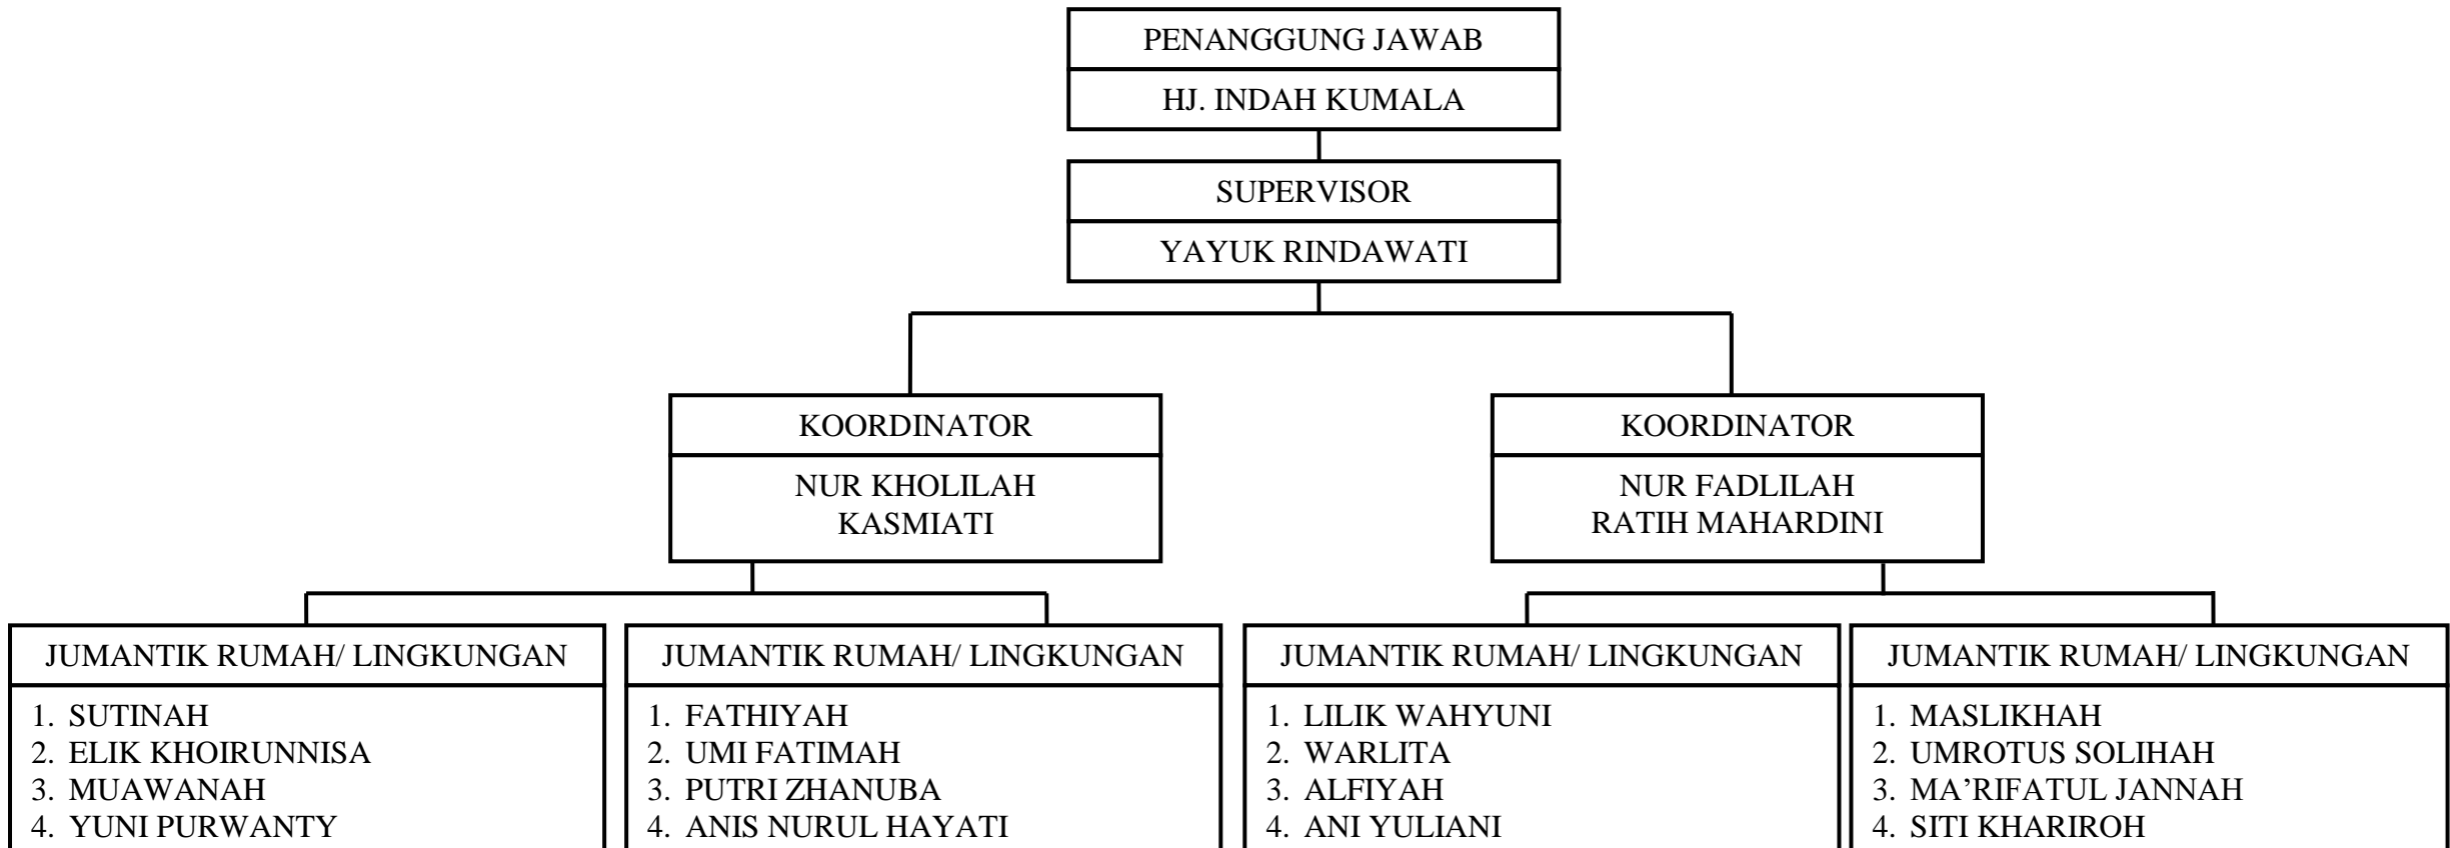 PENANGGUNG JAWAB
HJ. INDAH KUMALA
SUPERVISOR
YAYUK RINDAWATI
KOORDINATOR
NUR KHOLILAH
KASMIATI
KOORDINATOR
NUR FADLILAH
RATIH MAHARDINI
JUMANTIK RUMAH/ LINGKUNGAN
1. SUTINAH
2. ELIK KHOIRUNNISA
3. MUAWANAH
4. YUNI PURWANTY
JUMANTIK RUMAH/ LINGKUNGAN
1. FATHIYAH
2. UMI FATIMAH
3. PUTRI ZHANUBA
4. ANIS NURUL HAYATI
JUMANTIK RUMAH/ LINGKUNGAN
1. LILIK WAHYUNI
2. WARLITA
3. ALFIYAH
4. ANI YULIANI
JUMANTIK RUMAH/ LINGKUNGAN
1. MASLIKHAH
2. UMROTUS SOLIHAH
3. MA’RIFATUL JANNAH
4. SITI KHARIROH